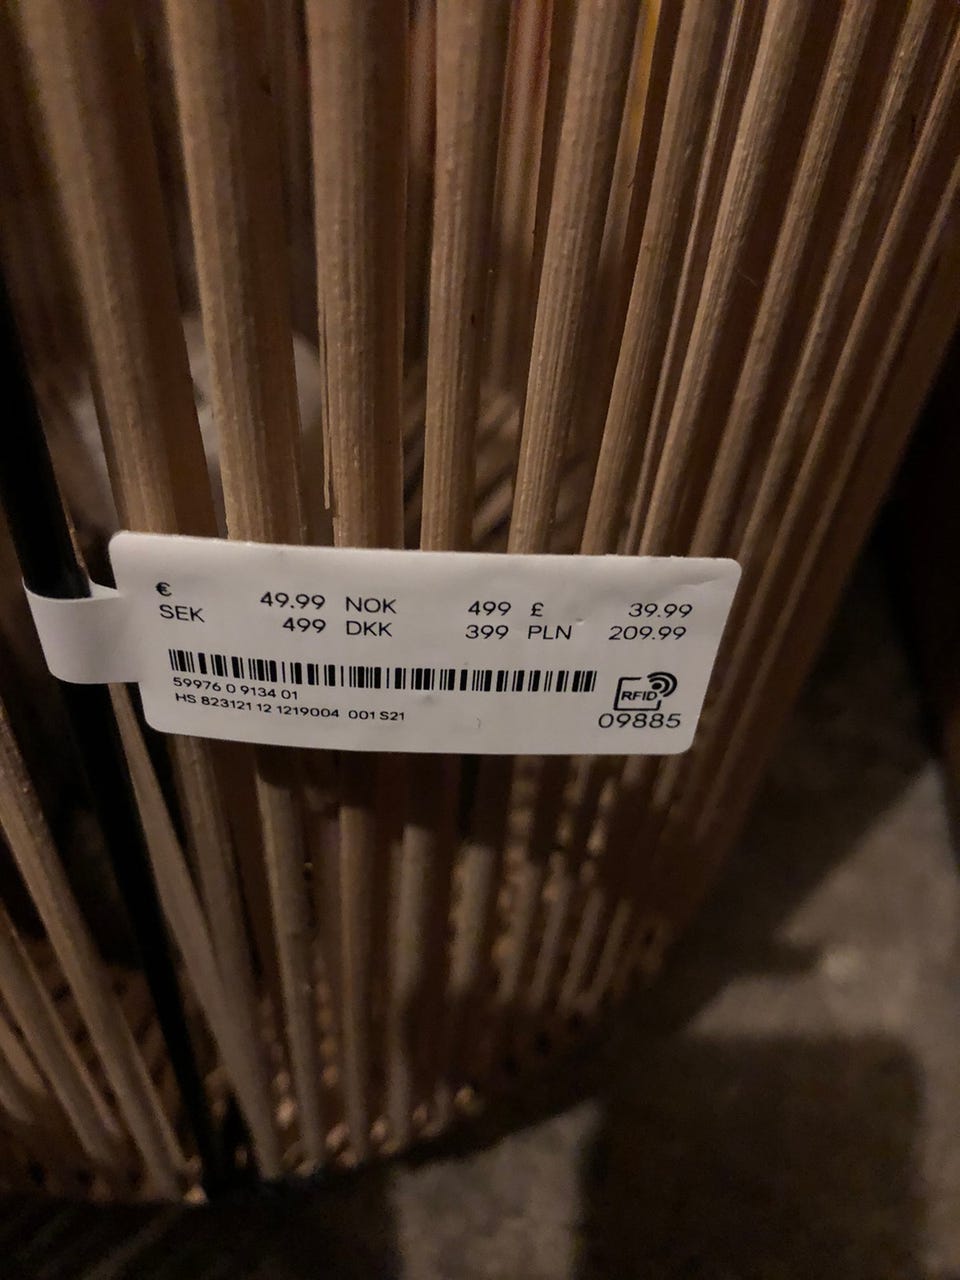 € 49.99 NOK 499 £ 39.99
SEK 499 DKK 399 PLN 209.99
59976 0 9134 01
HS 823121 12 1219004 001 S21
RFID
09885